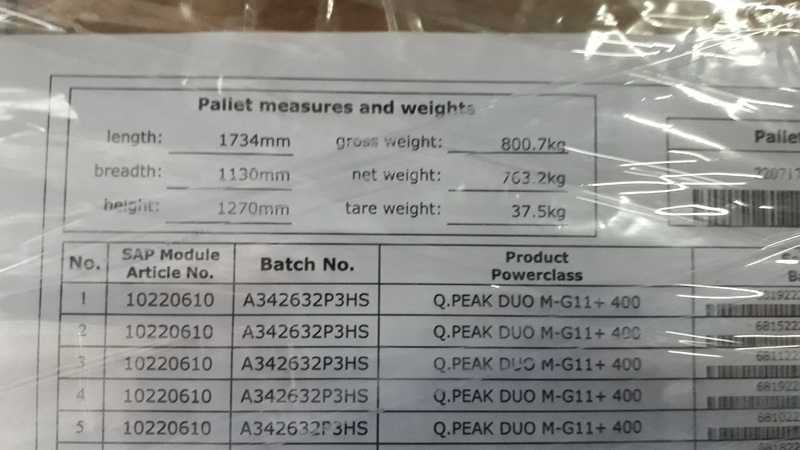 Pallet measures and weights
length: 1734mm gross weight: 800.7kg
breadth: 1130mm net weight: 763.2kg
height: 1270mm tare weight: 37.5kg
No. SAP Module Article No. Batch No. Product Powerclass
1 10220610 A342632P3HS Q.PEAK DUO M-G11+ 400
2 10220610 A342632P3HS Q.PEAK DUO M-G11+ 400
3 10220610 A342632P3HS Q.PEAK DUO M-G11+ 400
4 10220610 A342632P3HS Q.PEAK DUO M-G11+ 400
5 10220610 A342632P3HS Q.PEAK DUO M-G11+ 400